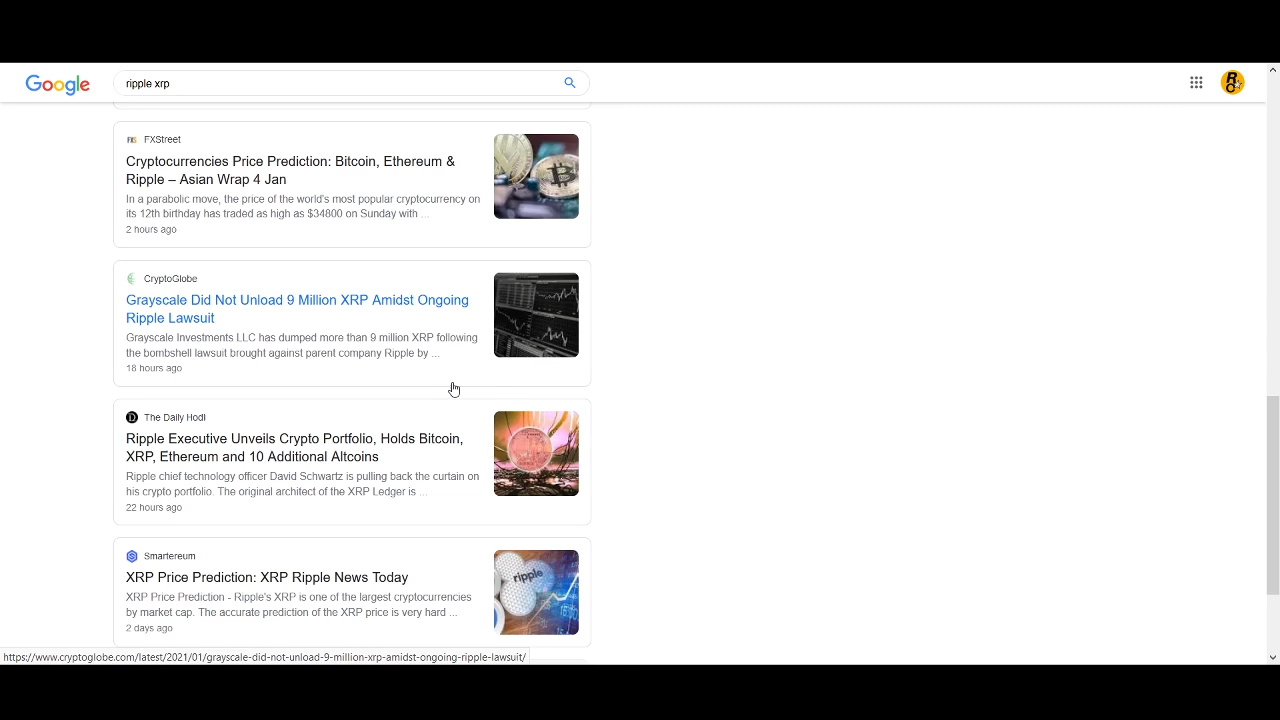 Google
ripple xrp
FXS FXStreet
Cryptocurrencies Price Prediction: Bitcoin, Ethereum &
Ripple – Asian Wrap 4 Jan
In a parabolic move, the price of the world's most popular cryptocurrency on
its 12th birthday has traded as high as $34800 on Sunday with ...
2 hours ago
CryptoGlobe
Grayscale Did Not Unload 9 Million XRP Amidst Ongoing
Ripple Lawsuit
Grayscale Investments LLC has dumped more than 9 million XRP following
the bombshell lawsuit brought against parent company Ripple by ...
18 hours ago
The Daily Hodl
Ripple Executive Unveils Crypto Portfolio, Holds Bitcoin,
XRP, Ethereum and 10 Additional Altcoins
Ripple chief technology officer David Schwartz is pulling back the curtain on
his crypto portfolio. The original architect of the XRP Ledger is ...
22 hours ago
Smartereum
XRP Price Prediction: XRP Ripple News Today
XRP Price Prediction - Ripple's XRP is one of the largest cryptocurrencies
by market cap. The accurate prediction of the XRP price is very hard ...
2 days ago
ripple
https://www.cryptoglobe.com/latest/2021/01/grayscale-did-not-unload-9-million-xrp-amidst-ongoing-ripple-lawsuit/